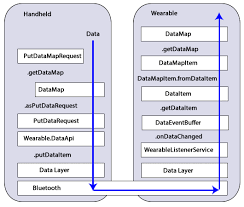 Handheld
Data
PutDataMapRequest
.getDataMap
DataMap
.asPutDataRequest
PutDataRequest
Wearable.DataApi
.putDataItem
Data Layer
Bluetooth
Wearable
DataMap
.getDataMap
DataMapItem
DataMapItem.fromDataItem
DataItem
.getDataItem
DataEventBuffer
.onDataChanged
WearableListenerService
Data Layer